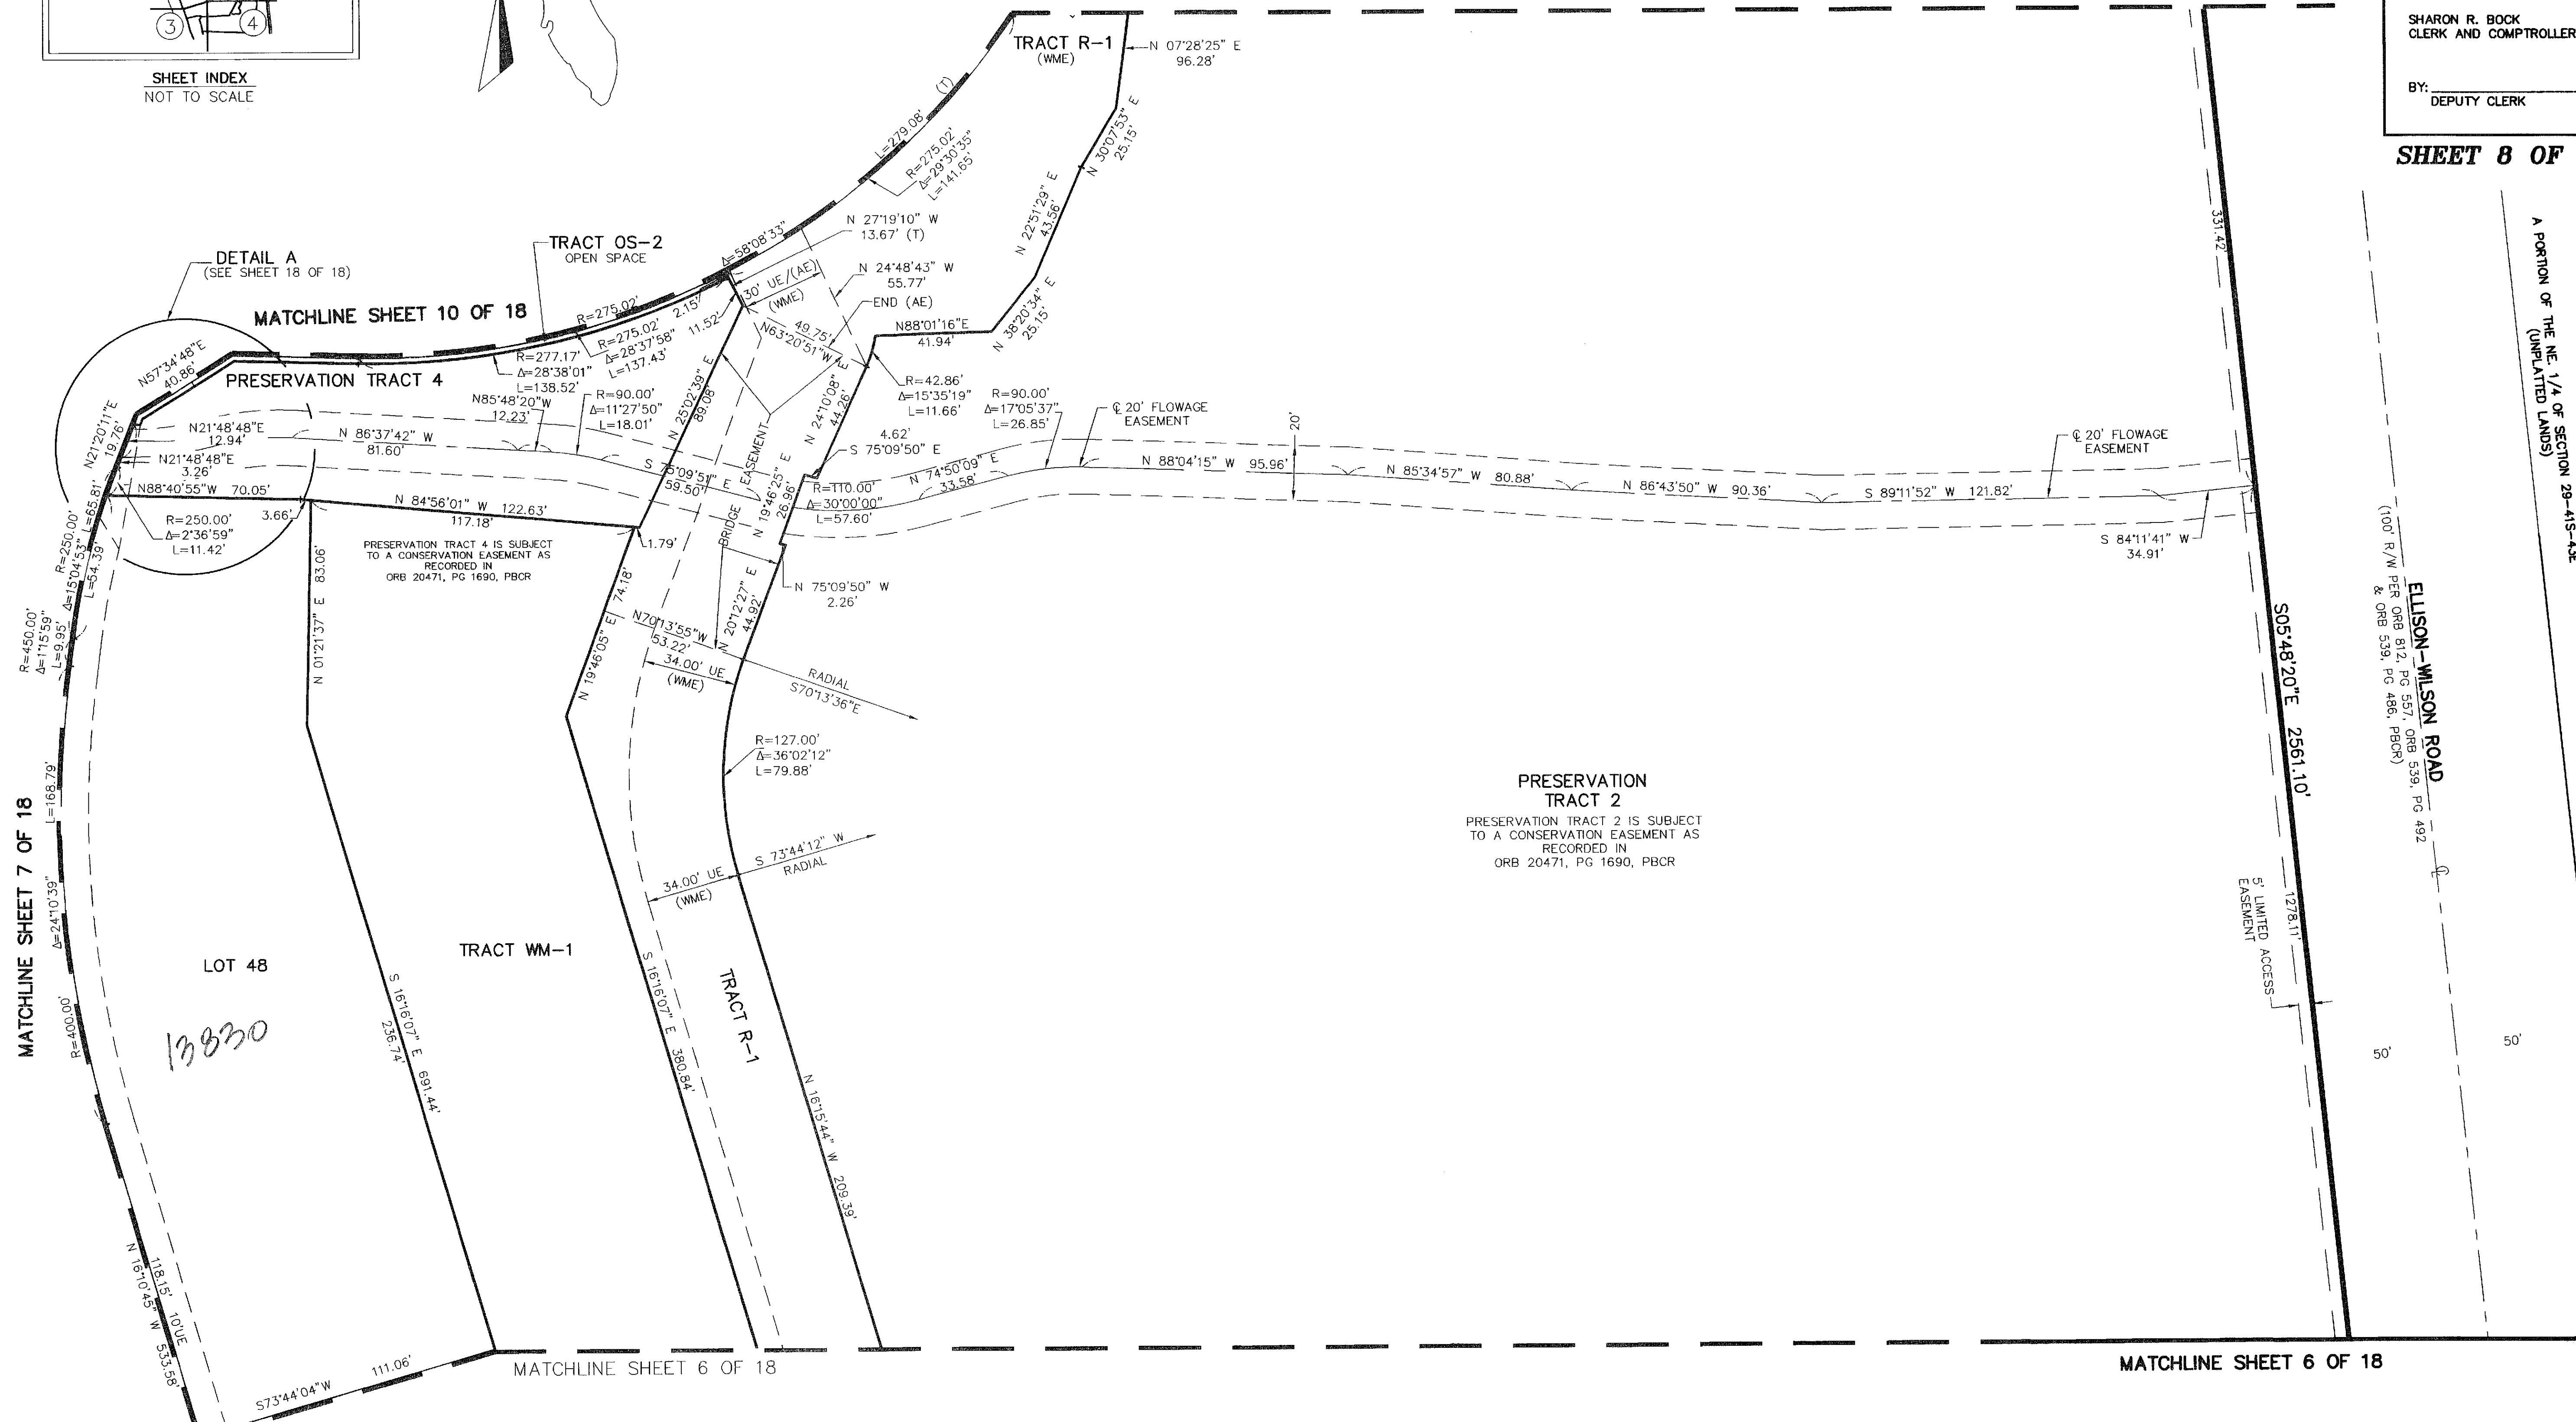 3
4
SHEET INDEX
NOT TO SCALE
SHARON R. BOCK
CLERK AND COMPTROLLER
BY:
DEPUTY CLERK
SHEET 8 OF
TRACT R-1
(WME)
N 07°28'25" E
96.28'
N 30°07'53" E
25.15'
N 22°51'29" E
43.56'
N 38°20'34" E
25.15'
N88°01'16"E
41.94'
L=279.08'
(T)
R=275.02'
Δ=29°30'35"
L=141.65'
Δ=58°08'33"
N 27°19'10" W
13.67' (T)
N 24°48'43" W
55.77'
END (AE)
30' UE/(AE)
(WME)
49.75'
N63°20'51"W
DETAIL A
(SEE SHEET 18 OF 18)
TRACT OS-2
OPEN SPACE
MATCHLINE SHEET 10 OF 18
R=275.02'
2.15'
11.52'
R=275.02'
Δ=28°37'58"
L=137.43'
R=277.17'
Δ=28°38'01"
L=138.52'
N57°34'48"E
40.86'
PRESERVATION TRACT 4
N85°48'20"W
12.23'
R=90.00'
Δ=11°27'50"
L=18.01'
N 25°02'39" E
89.08'
N 24°10'08" E
44.26'
R=42.86'
Δ=15°35'19"
L=11.66'
R=90.00'
Δ=17°05'37"
L=26.85'
4.62'
S 75°09'50" E
N21°20'11"E
19.76'
N21°48'48"E
12.94'
N21°48'48"E
3.26'
N 86°37'42" W
81.60'
S 75°09'51" E
59.50'
BRIDGE EASEMENT
N 19°46'25" E
26.96'
R=110.00'
Δ=30°00'00"
L=57.60'
N 74°50'09" E
33.58'
℄ 20' FLOWAGE
EASEMENT
20'
N 88°04'15" W 95.96'
N 85°34'57" W 80.88'
N 86°43'50" W 90.36'
S 89°11'52" W 121.82'
℄ 20' FLOWAGE
EASEMENT
S 84°11'41" W
34.91'
N88°40'55"W 70.05'
3.66'
N 84°56'01" W 122.63'
117.18'
1.79'
R=250.00'
Δ=2°36'59"
L=11.42'
L=65.81'
R=250.00'
Δ=15°04'53"
L=54.39'
R=450.00'
Δ=1°15'59"
L=9.95'
PRESERVATION TRACT 4 IS SUBJECT
TO A CONSERVATION EASEMENT AS
RECORDED IN
ORB 20471, PG 1690, PBCR
N 01°21'37" E 83.06'
N 19°46'05" E 74.18'
N70°13'55"W
53.22'
34.00' UE
(WME)
N 20°12'27" E
44.92'
N 75°09'50" W
2.26'
RADIAL
S70°13'36"E
R=127.00'
Δ=36°02'12"
L=79.88'
S 73°44'12" W
RADIAL
34.00' UE
(WME)
MATCHLINE SHEET 7 OF 18
L=168.79'
Δ=24°10'39"
R=400.00'
LOT 48
13830
TRACT WM-1
TRACT R-1
S 16°16'07" E 691.44'
236.74'
S 16°16'07" E 380.84'
N 16°15'44" W 209.39'
N 16°10'45" W 533.58'
118.15' 10'UE
S73°44'04"W
111.06'
MATCHLINE SHEET 6 OF 18
PRESERVATION
TRACT 2
PRESERVATION TRACT 2 IS SUBJECT
TO A CONSERVATION EASEMENT AS
RECORDED IN
ORB 20471, PG 1690, PBCR
331.42'
S05°48'20"E 2561.10'
1278.11'
5' LIMITED ACCESS
EASEMENT
ELLISON-WILSON ROAD
(100' R/W PER ORB 812, PG 557, ORB 539, PG 492
& ORB 539, PG 486, PBCR)
A PORTION OF THE NE. 1/4 OF SECTION 29-41S-43E
(UNPLATTED LANDS)
℄
50'
50'
MATCHLINE SHEET 6 OF 18